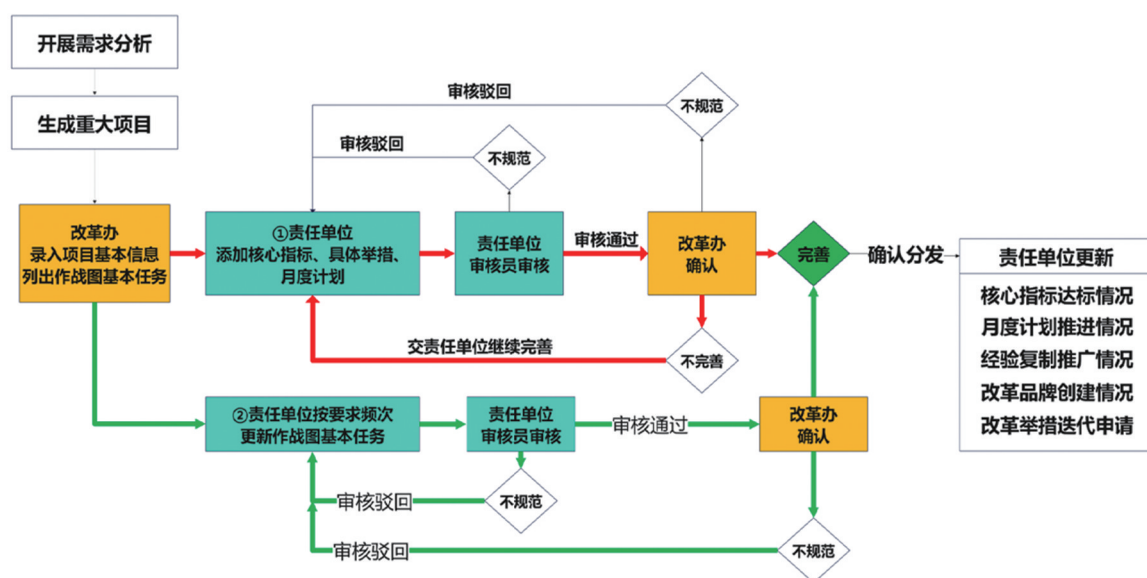 开展需求分析
生成重大项目
改革办
录入项目基本信息
列出作战图基本任务
①责任单位
添加核心指标、具体举措、
月度计划
审核驳回
不规范
审核驳回
不规范
责任单位
审核员审核
审核通过
改革办
确认
完善
确认分发
责任单位更新
核心指标达标情况
月度计划推进情况
经验复制推广情况
改革品牌创建情况
改革举措迭代申请
交责任单位继续完善
不完善
②责任单位按要求频次
更新作战图基本任务
责任单位
审核员审核
审核通过
改革办
确认
审核驳回
不规范
审核驳回
不规范